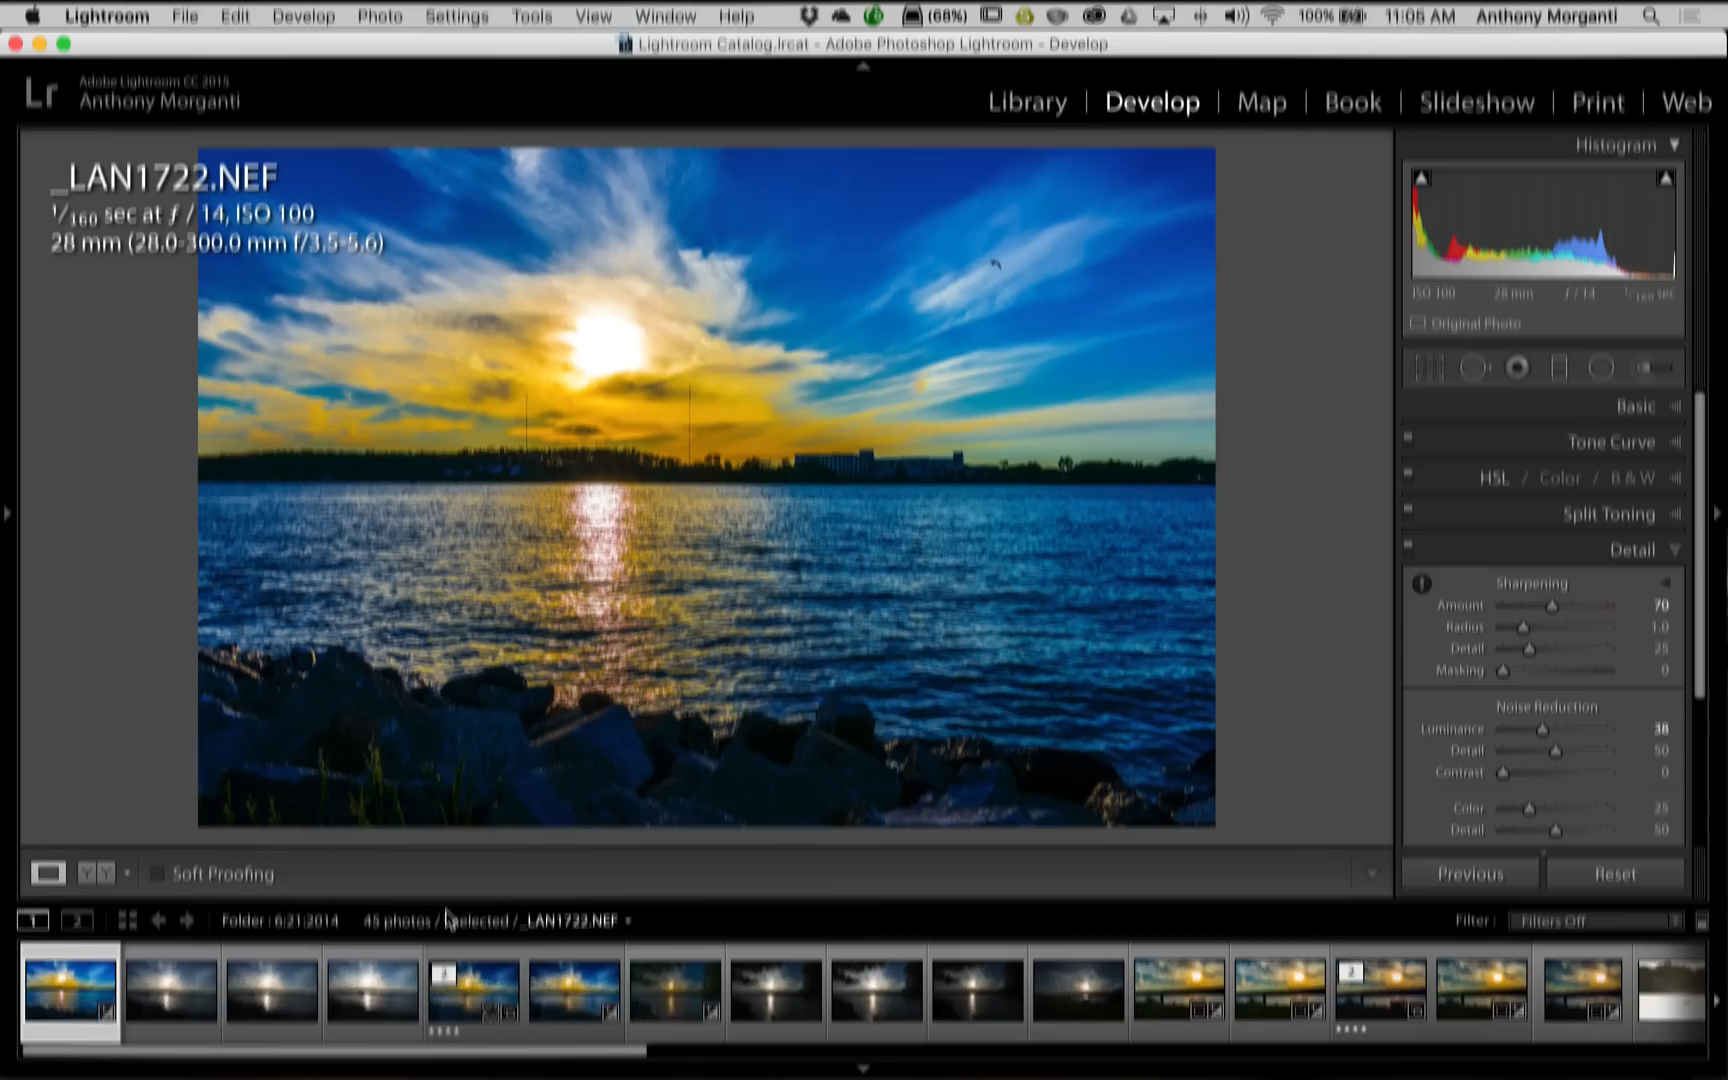 Lightroom File Edit Develop Photo Settings Tools View Window Help (68%) 100% 11:05 AM Anthony Morganti
Lightroom Catalog.lrcat - Adobe Photoshop Lightroom - Develop
Lr
Adobe Lightroom CC 2015
Anthony Morganti
Library | Develop | Map | Book | Slideshow | Print | Web
_LAN1722.NEF
1/160 sec at ƒ / 14, ISO 100
28 mm (28.0-300.0 mm f/3.5-5.6)
Histogram
ISO 100 28 mm ƒ / 14 1/160 sec
Original Photo
Basic
Tone Curve
HSL / Color / B & W
Split Toning
Detail
Sharpening
Amount 70
Radius 1.0
Detail 25
Masking 0
Noise Reduction
Luminance 38
Detail 50
Contrast 0
Color 25
Detail 50
Soft Proofing
Previous Reset
1 2 Folder : 6:21:2014 45 photos / selected / _LAN1722.NEF
Filter : Filters Off